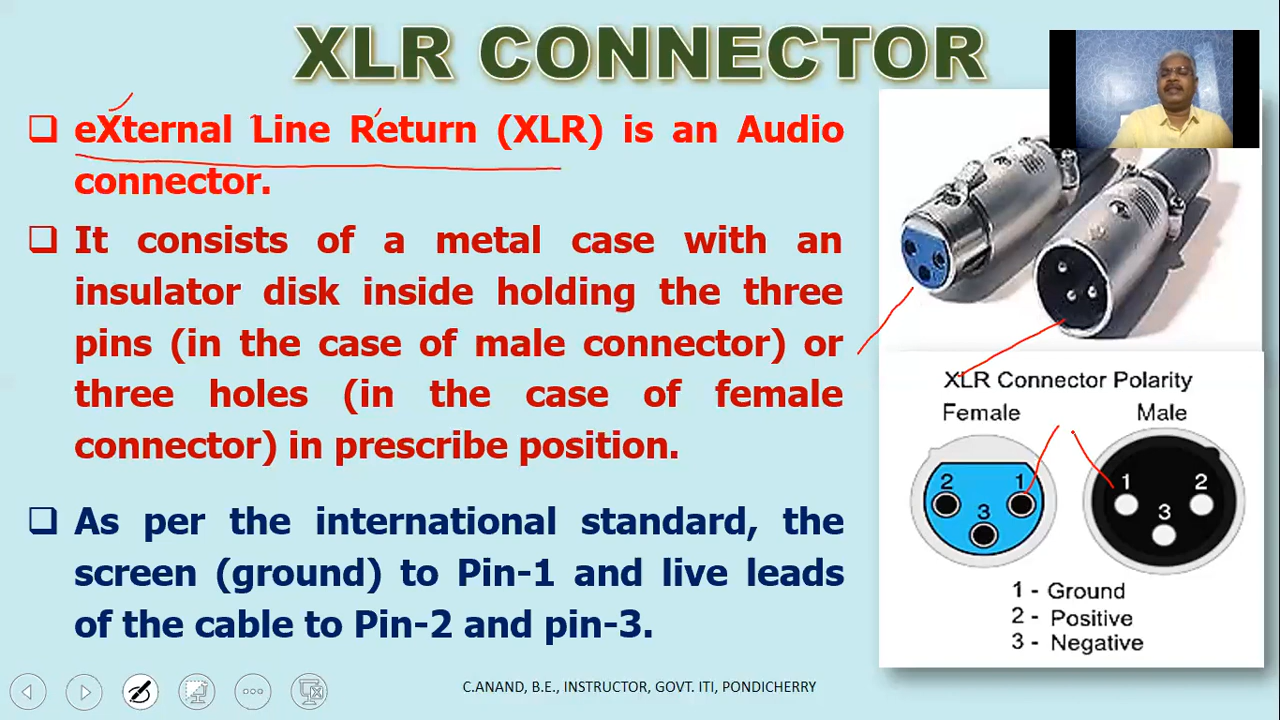 XLR CONNECTOR
❑ eXternal Line Return (XLR) is an Audio
connector.
❑ It consists of a metal case with an
insulator disk inside holding the three
pins (in the case of male connector) or
three holes (in the case of female
connector) in prescribe position.
❑ As per the international standard, the
screen (ground) to Pin-1 and live leads
of the cable to Pin-2 and pin-3.
XLR Connector Polarity
Female Male
2 1 1 2
3 3
1 - Ground
2 - Positive
3 - Negative
C.ANAND, B.E., INSTRUCTOR, GOVT. ITI, PONDICHERRY